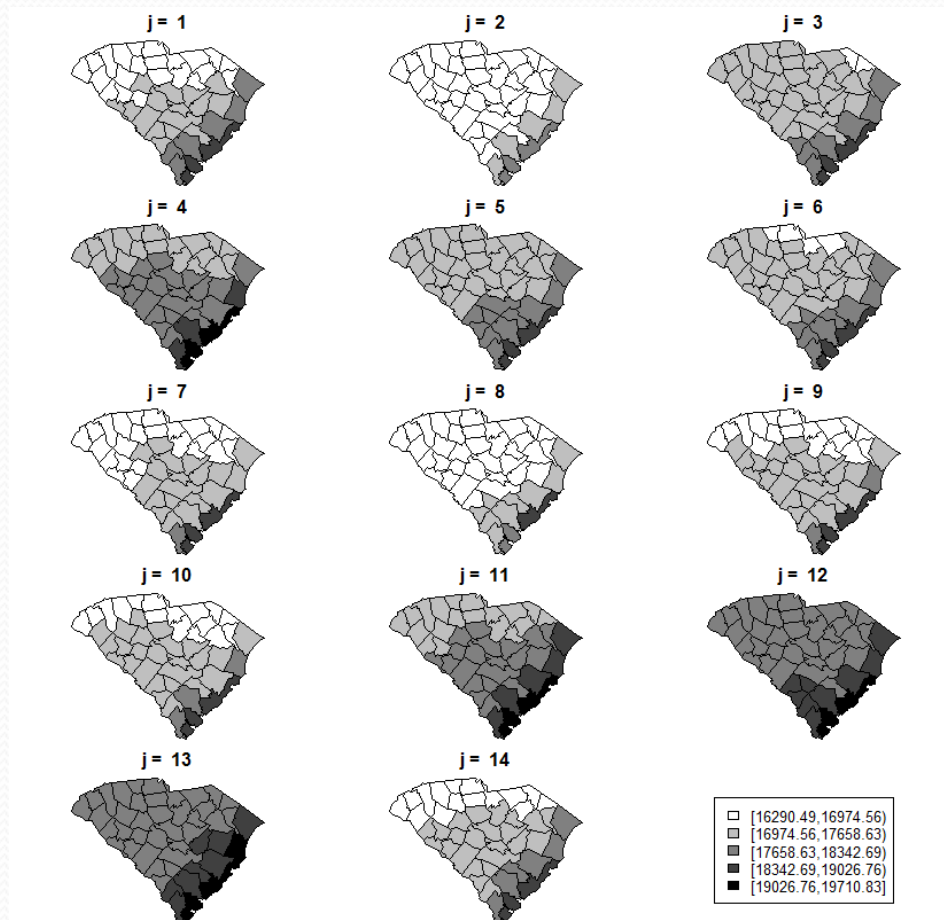 j = 1
j = 2
j = 3
j = 4
j = 5
j = 6
j = 7
j = 8
j = 9
j = 10
j = 11
j = 12
j = 13
j = 14
[16290.49,16974.56)
[16974.56,17658.63)
[17658.63,18342.69)
[18342.69,19026.76)
[19026.76,19710.83]